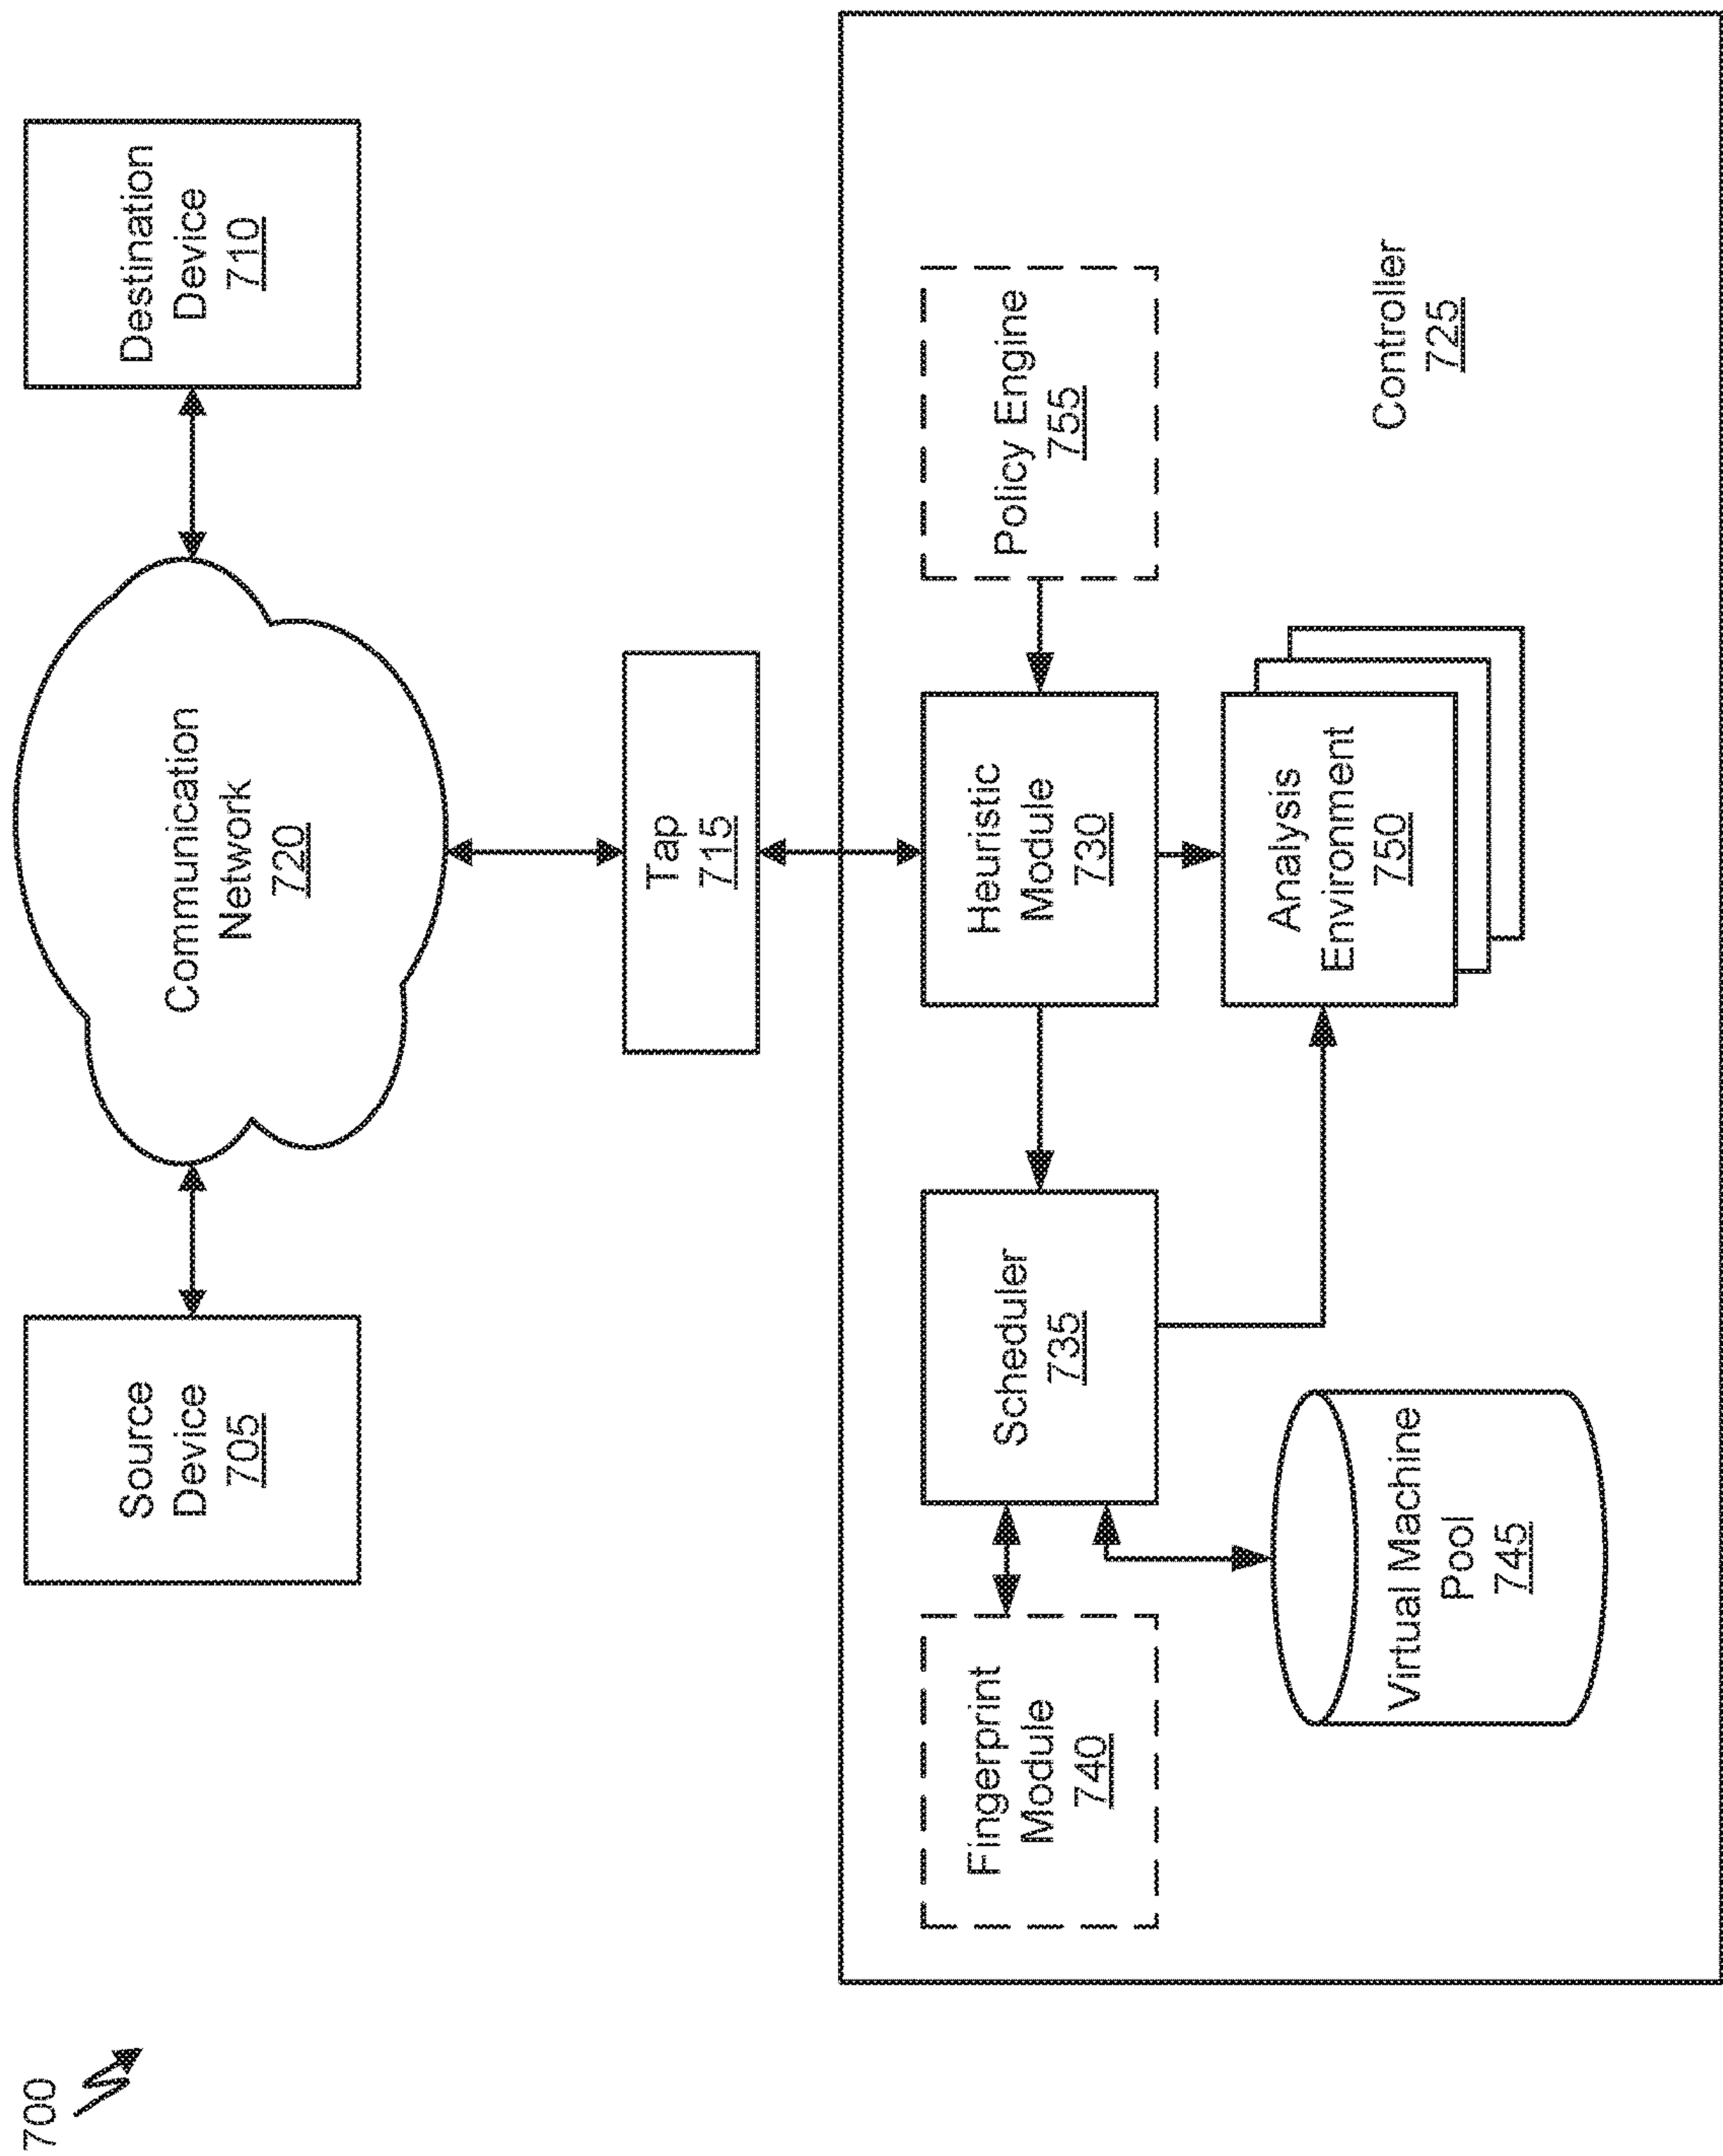 700
Source
Device
705
Communication
Network
720
Destination
Device
710
Tap
715
Fingerprint
Module
740
Scheduler
735
Heuristic
Module
730
Policy Engine
755
Virtual Machine
Pool
745
Analysis
Environment
750
Controller
725